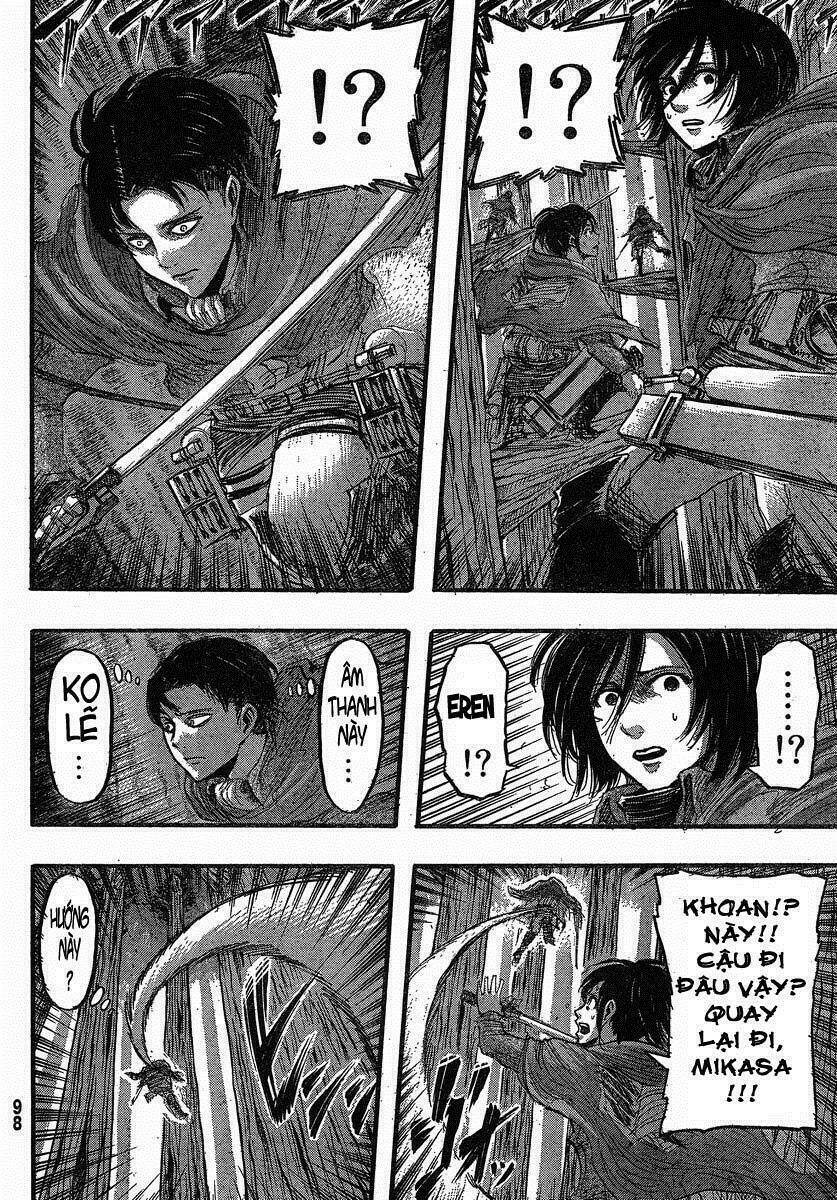 !?
!?
......
!?
EREN
!?
ÂM
THANH
NÀY
...
KO
LẼ
...
KHOAN!?
NÀY!!
CẬU ĐI
ĐÂU VẬY?
QUAY
LẠI ĐI,
MIKASA
!!!
HƯỚNG
NÀY
?
98